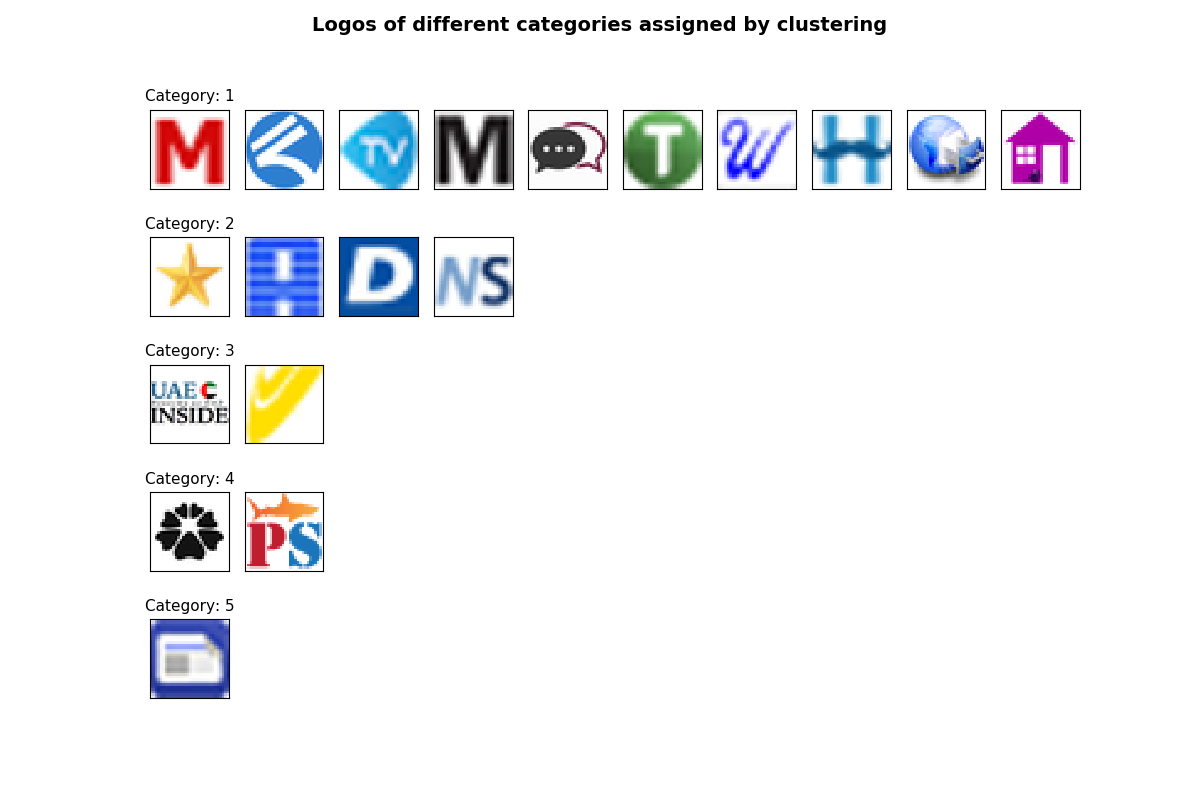 Logos of different categories assigned by clustering
Category: 1
M TV M T W H
Category: 2
H D NS
Category: 3
UAE
INSIDE
Category: 4
PS
Category: 5